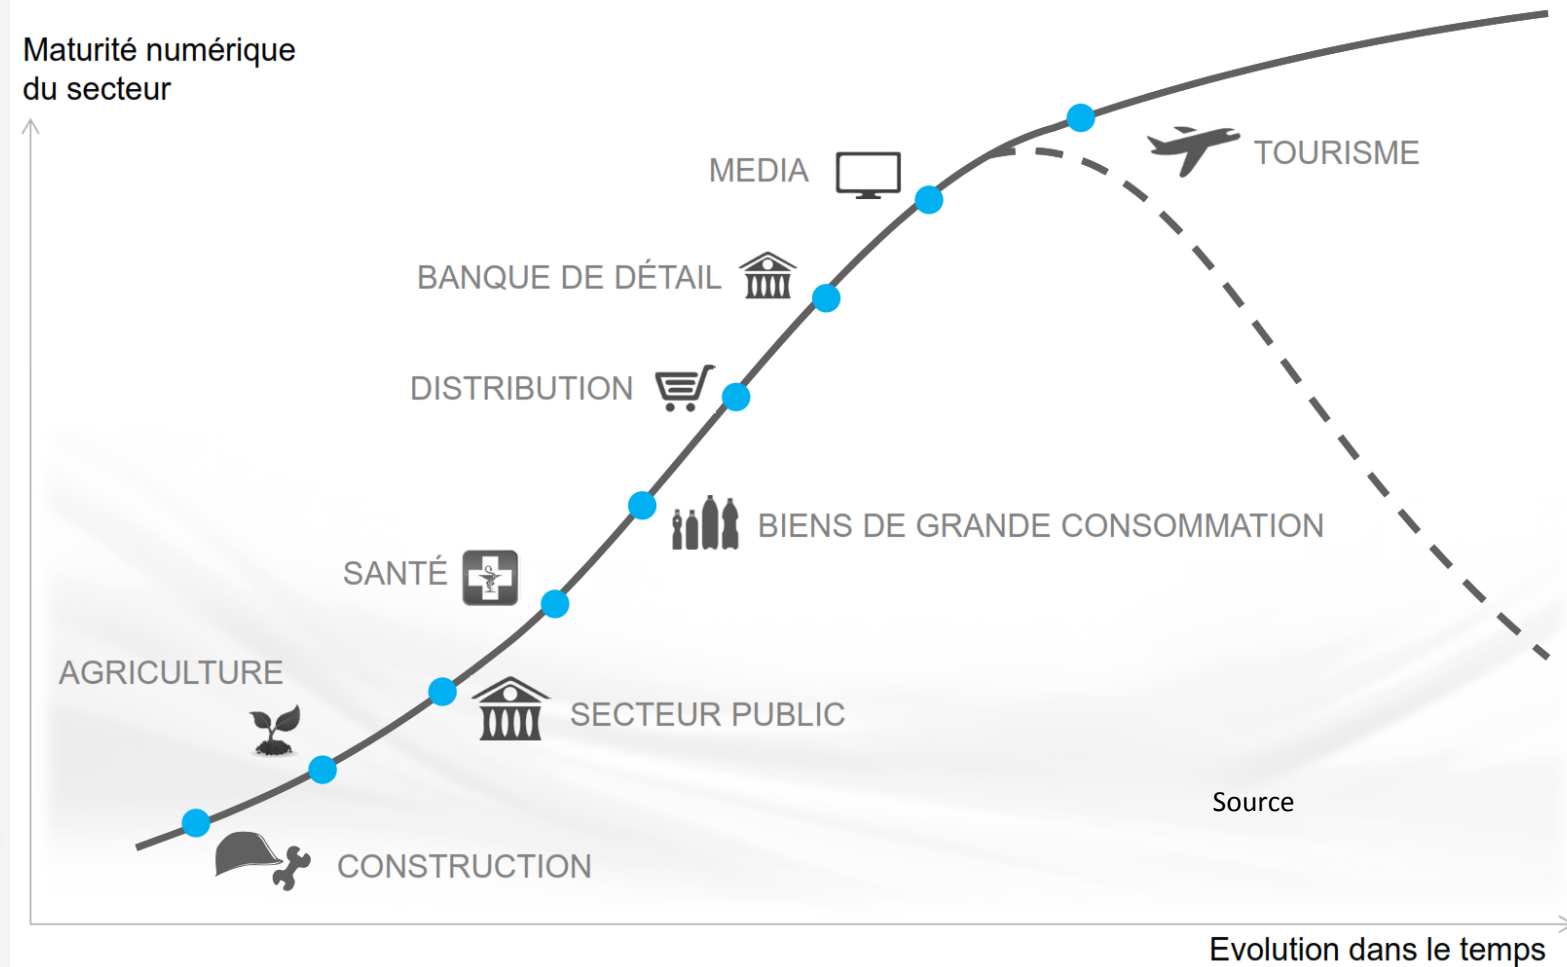 Maturité numérique
du secteur
TOURISME
MEDIA
BANQUE DE DÉTAIL
DISTRIBUTION
BIENS DE GRANDE CONSOMMATION
SANTÉ
AGRICULTURE
SECTEUR PUBLIC
Source
CONSTRUCTION
Evolution dans le temps